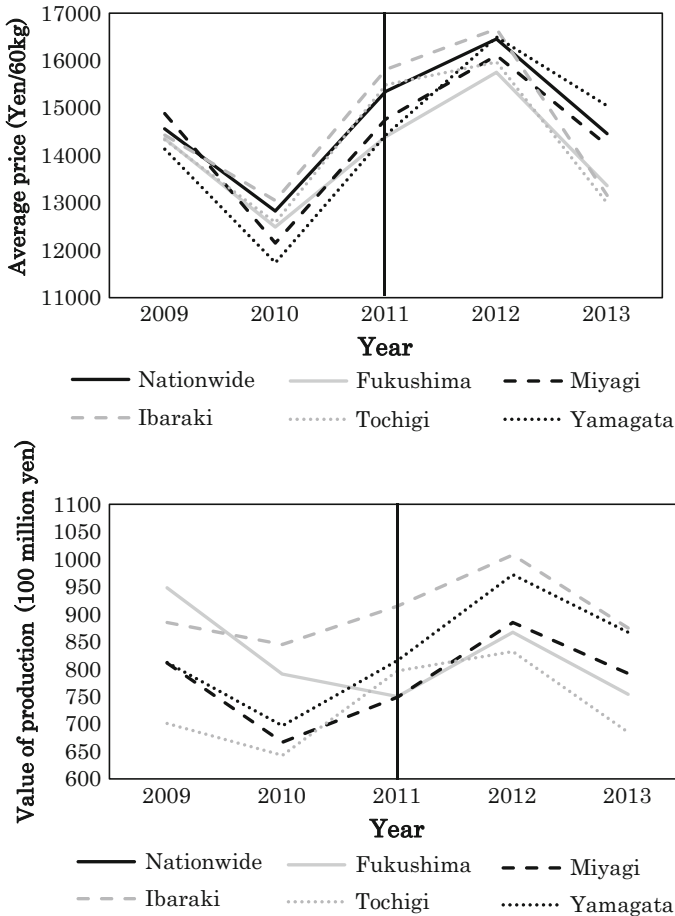 Average price (Yen/60kg)
17000
16000
15000
14000
13000
12000
11000
2009 2010 2011 2012 2013
Year
Nationwide Fukushima Miyagi
Ibaraki Tochigi Yamagata
Value of production (100 million yen)
1100
1050
1000
950
900
850
800
750
700
650
600
2009 2010 2011 2012 2013
Year
Nationwide Fukushima Miyagi
Ibaraki Tochigi Yamagata